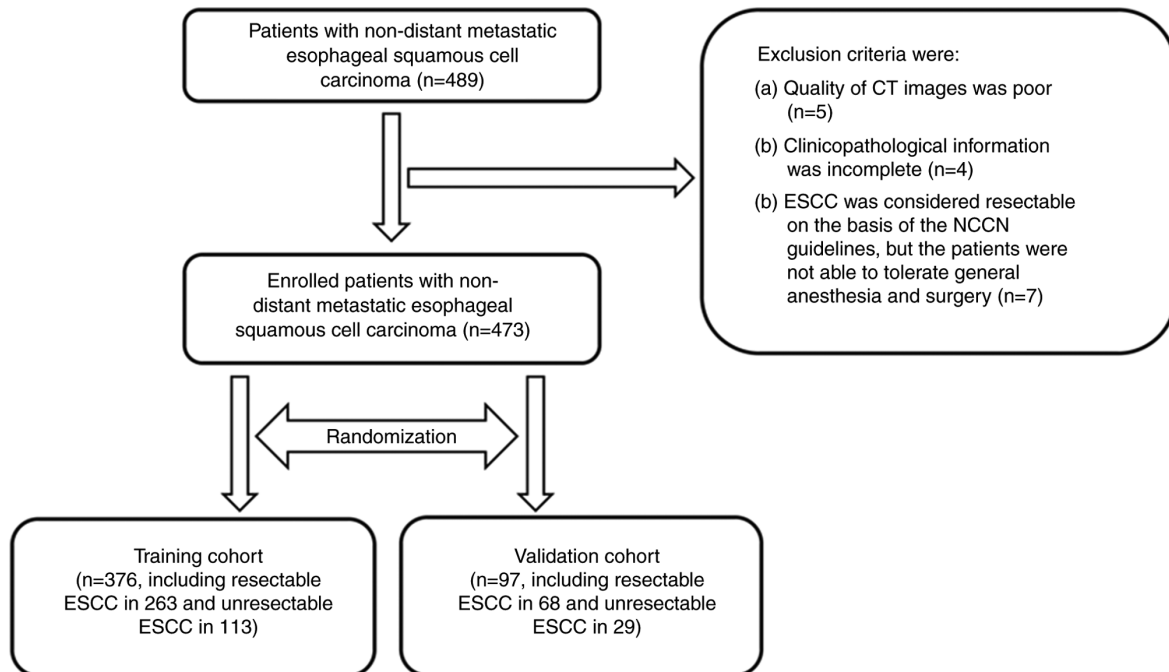 Patients with non-distant metastatic
esophageal squamous cell
carcinoma (n=489)
Exclusion criteria were:
(a) Quality of CT images was poor
(n=5)
(b) Clinicopathological information
was incomplete (n=4)
(b) ESCC was considered resectable
on the basis of the NCCN
guidelines, but the patients were
not able to tolerate general
anesthesia and surgery (n=7)
Enrolled patients with non-
distant metastatic esophageal
squamous cell carcinoma (n=473)
Randomization
Training cohort
(n=376, including resectable
ESCC in 263 and unresectable
ESCC in 113)
Validation cohort
(n=97, including resectable
ESCC in 68 and unresectable
ESCC in 29)